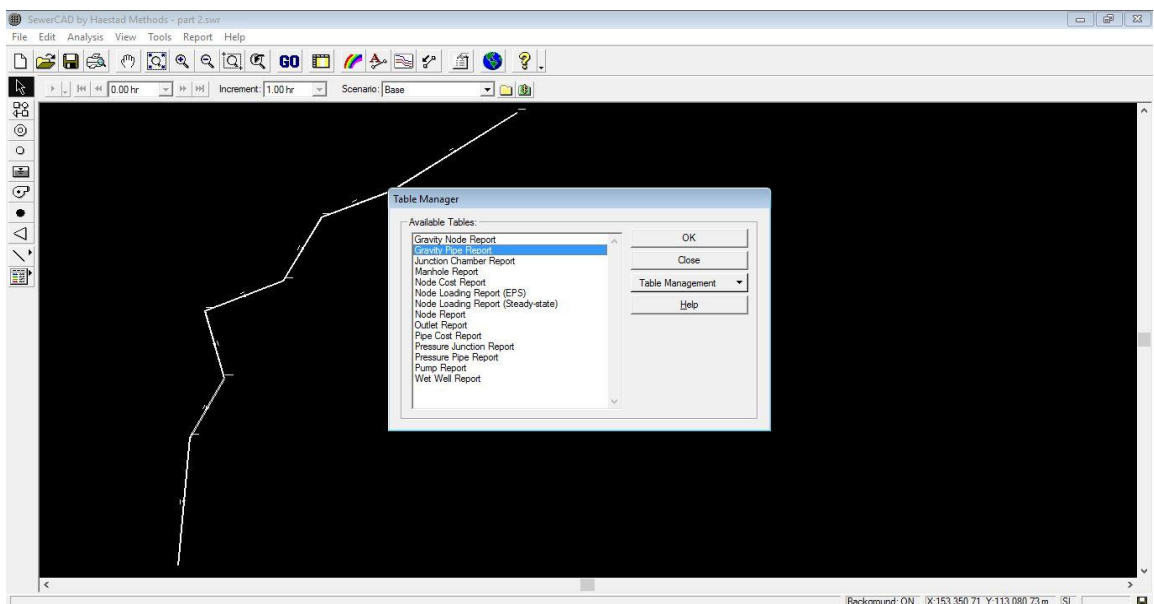 SewerCAD by Haestad Methods - part 2.swr
File Edit Analysis View Tools Report Help
GO
0.00 hr Increment: 1.00 hr Scenario: Base
Table Manager
Available Tables:
Gravity Node Report
Gravity Pipe Report
Junction Chamber Report
Manhole Report
Node Cost Report
Node Loading Report (EPS)
Node Loading Report (Steady-state)
Node Report
Outlet Report
Pipe Cost Report
Pressure Junction Report
Pressure Pipe Report
Pump Report
Wet Well Report
OK
Close
Table Management
Help
Background: ON X:153,350.71, Y:113,080.73 m SI